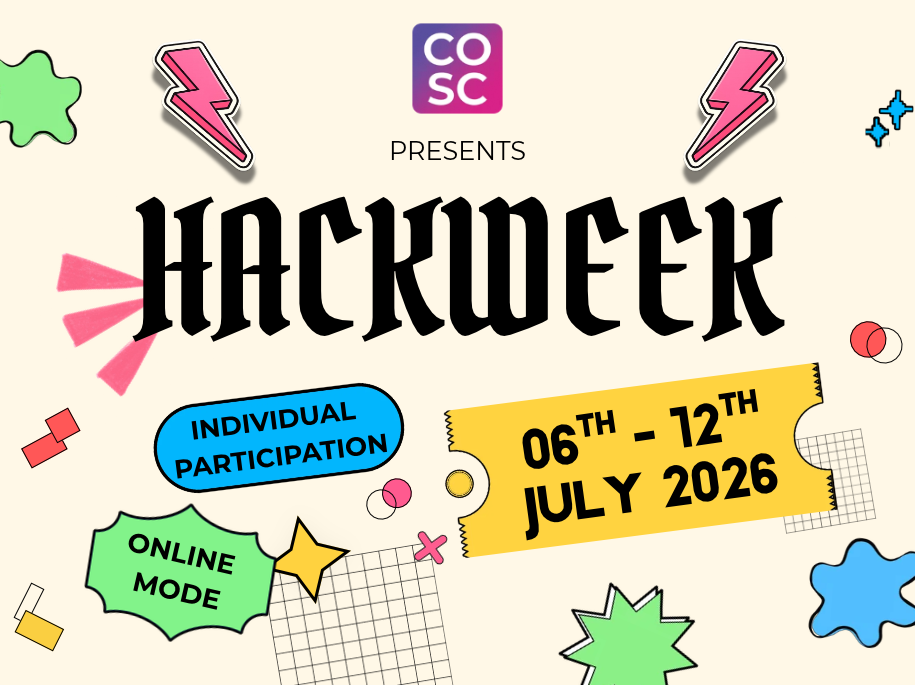 CO
SC
PRESENTS
HACKWEEK
INDIVIDUAL
PARTICIPATION
06TH - 12TH
JULY 2026
ONLINE
MODE